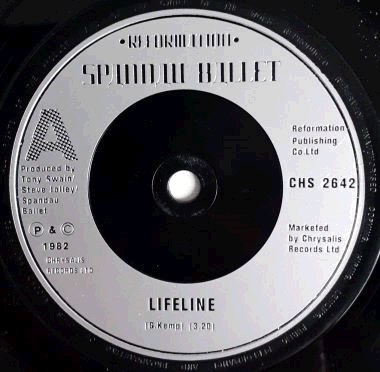 •REFORMATION•
SPANDAU BALLET
A
Reformation
Publishing
Co.Ltd
Produced by
Tony Swain/
Steve Jolley/
Spandau
Ballet
CHS 2642
P & C
1982
CHRYSALIS
RECORDS LTD
Marketed
by Chrysalis
Records Ltd
LIFELINE
(G.Kemp) (3.20)